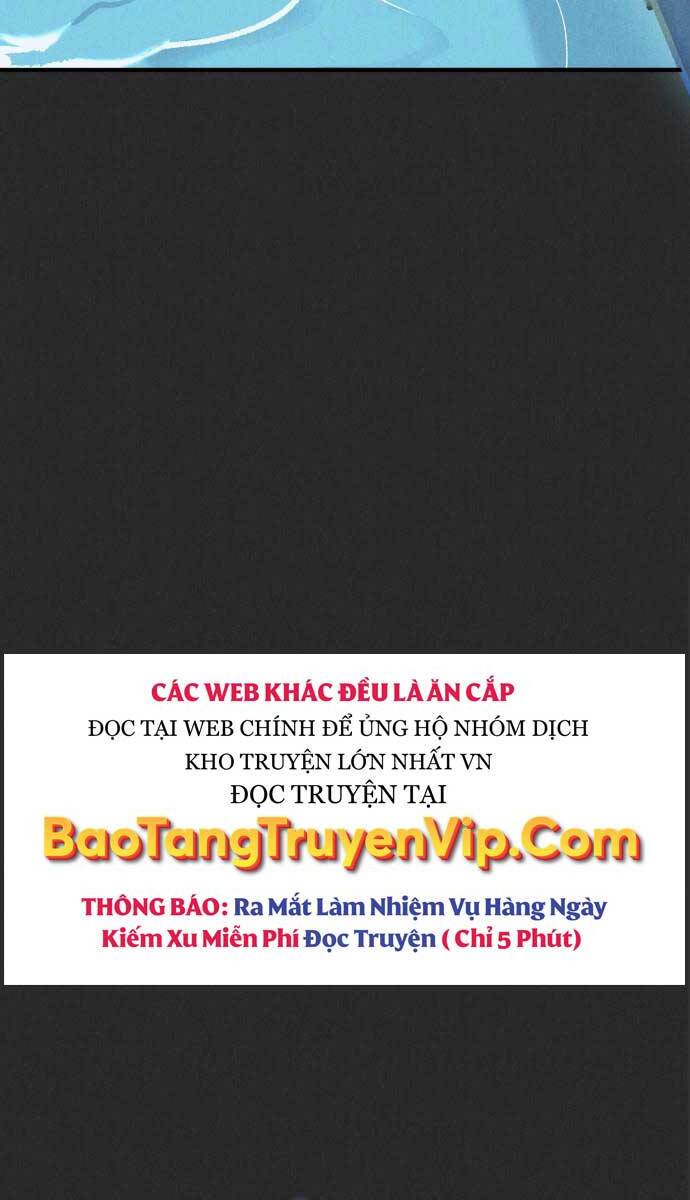 CÁC WEB KHÁC ĐỀU LÀ ĂN CẮP
ĐỌC TẠI WEB CHÍNH ĐỂ ỦNG HỘ NHÓM DỊCH
KHO TRUYỆN LỚN NHẤT VN
ĐỌC TRUYỆN TẠI
BaoTangTruyenVip.Com
THÔNG BÁO: Ra Mắt Làm Nhiệm Vụ Hàng Ngày
Kiếm Xu Miễn Phí Đọc Truyện ( Chỉ 5 Phút)